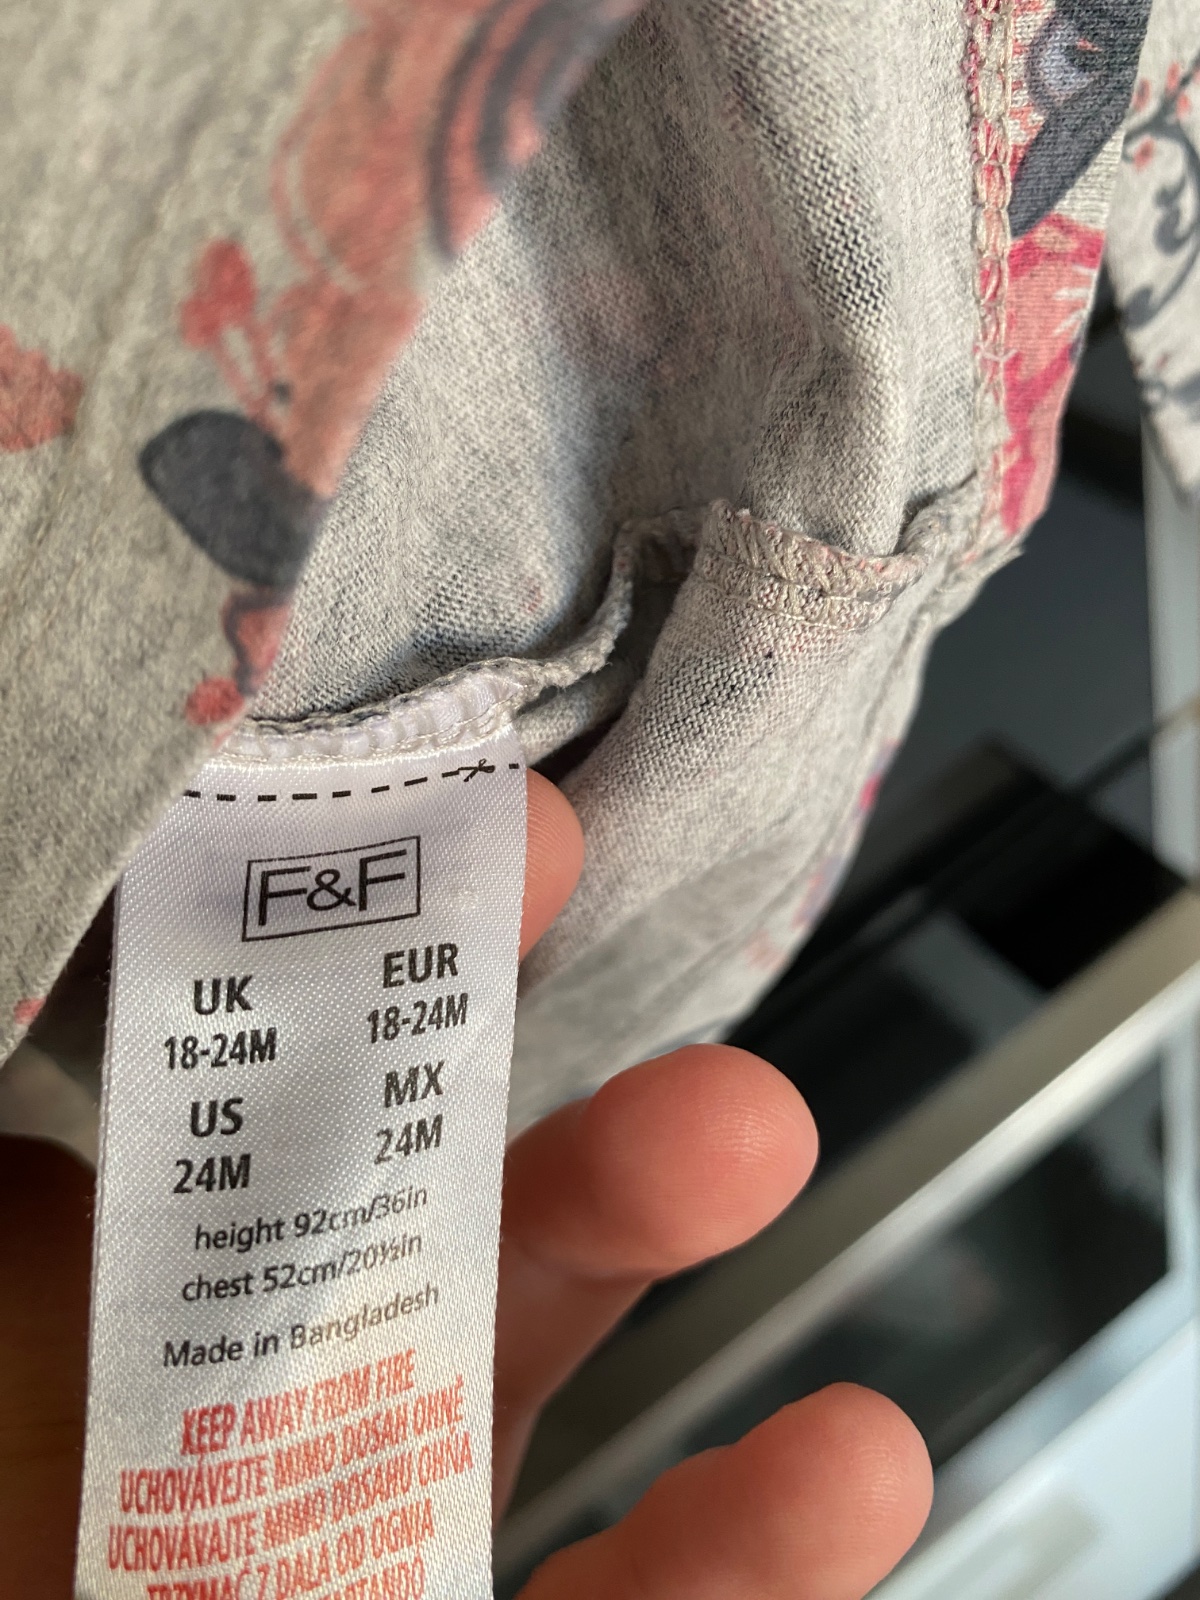 F&F
UK EUR
18-24M 18-24M
US MX
24M 24M
height 92cm/36in
chest 52cm/20½in
Made in Bangladesh
KEEP AWAY FROM FIRE
UCHOVÁVEJTE MIMO DOSAH OHNĚ
UCHOVÁVAJTE MIMO DOSAHU OHŇA
TRZYMAĆ Z DALA OD OGNIA